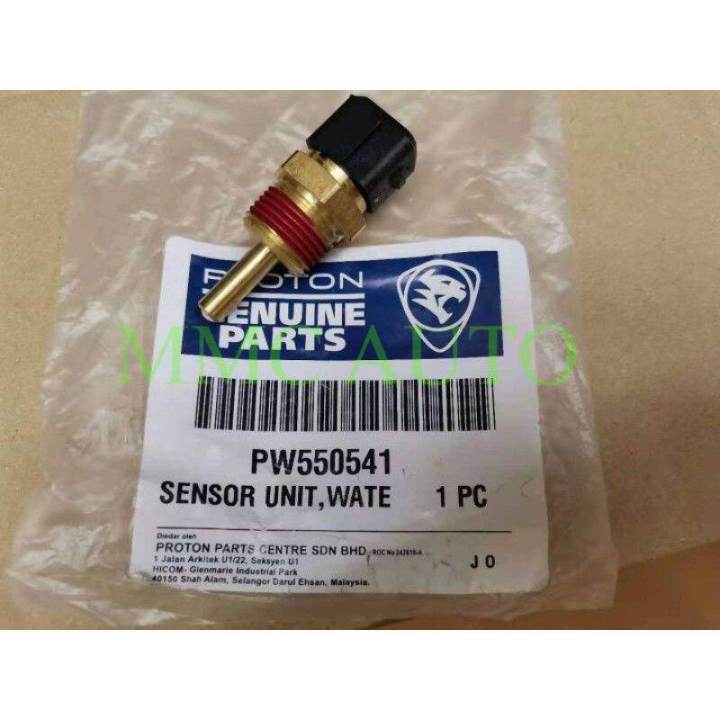 PROTON
GENUINE
PARTS
MMC AUTO
PW550541
SENSOR UNIT,WATE 1 PC
Diedar oleh
PROTON PARTS CENTRE SDN BHD
1 Jalan Arkitek U1/22, Seksyen U1
HICOM- Glenmarie Industrial Park
40150 Shah Alam, Selangor Darul Ehsan, Malaysia.
J 0